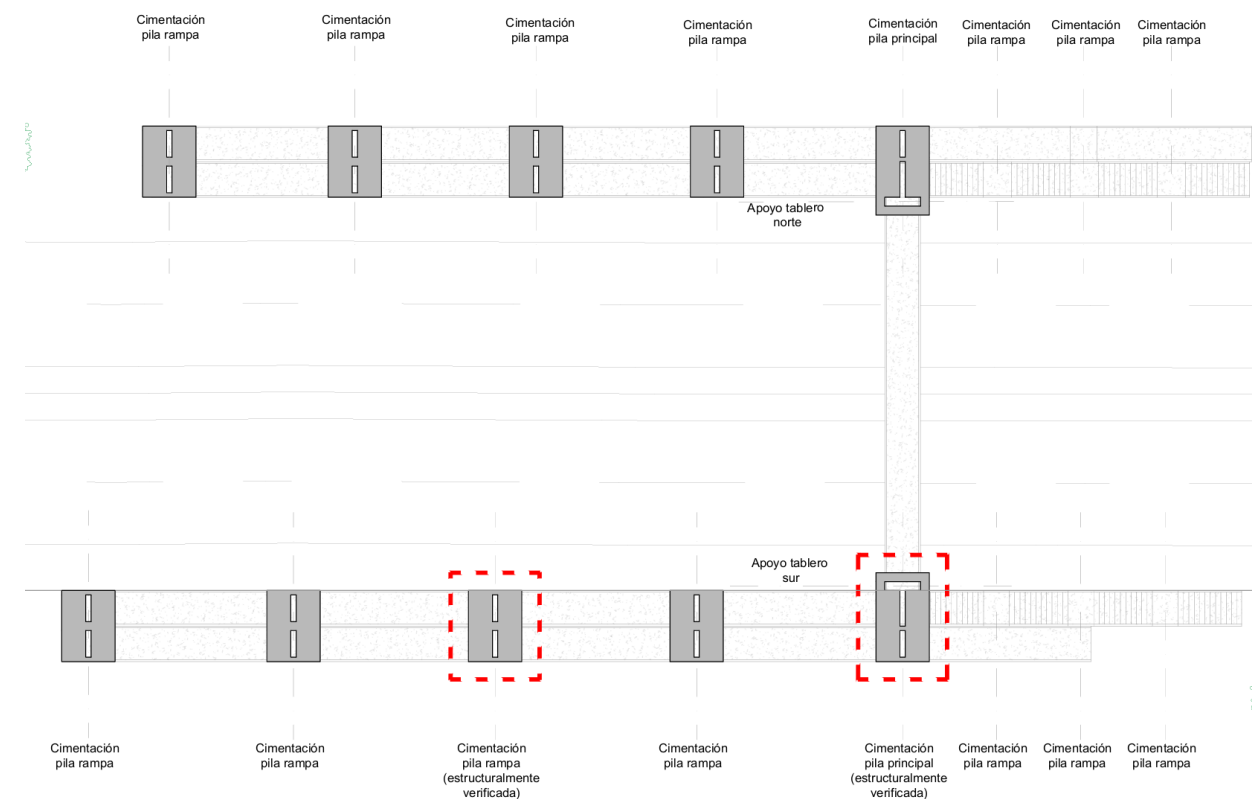 Cimentación
pila rampa
Cimentación
pila rampa
Cimentación
pila rampa
Cimentación
pila rampa
Cimentación
pila principal
Cimentación
pila rampa
Cimentación
pila rampa
Cimentación
pila rampa
Apoyo tablero
norte
Apoyo tablero
sur
Cimentación
pila rampa
Cimentación
pila rampa
Cimentación
pila rampa
(estructuralmente
verificada)
Cimentación
pila rampa
Cimentación
pila principal
(estructuralmente
verificada)
Cimentación
pila rampa
Cimentación
pila rampa
Cimentación
pila rampa